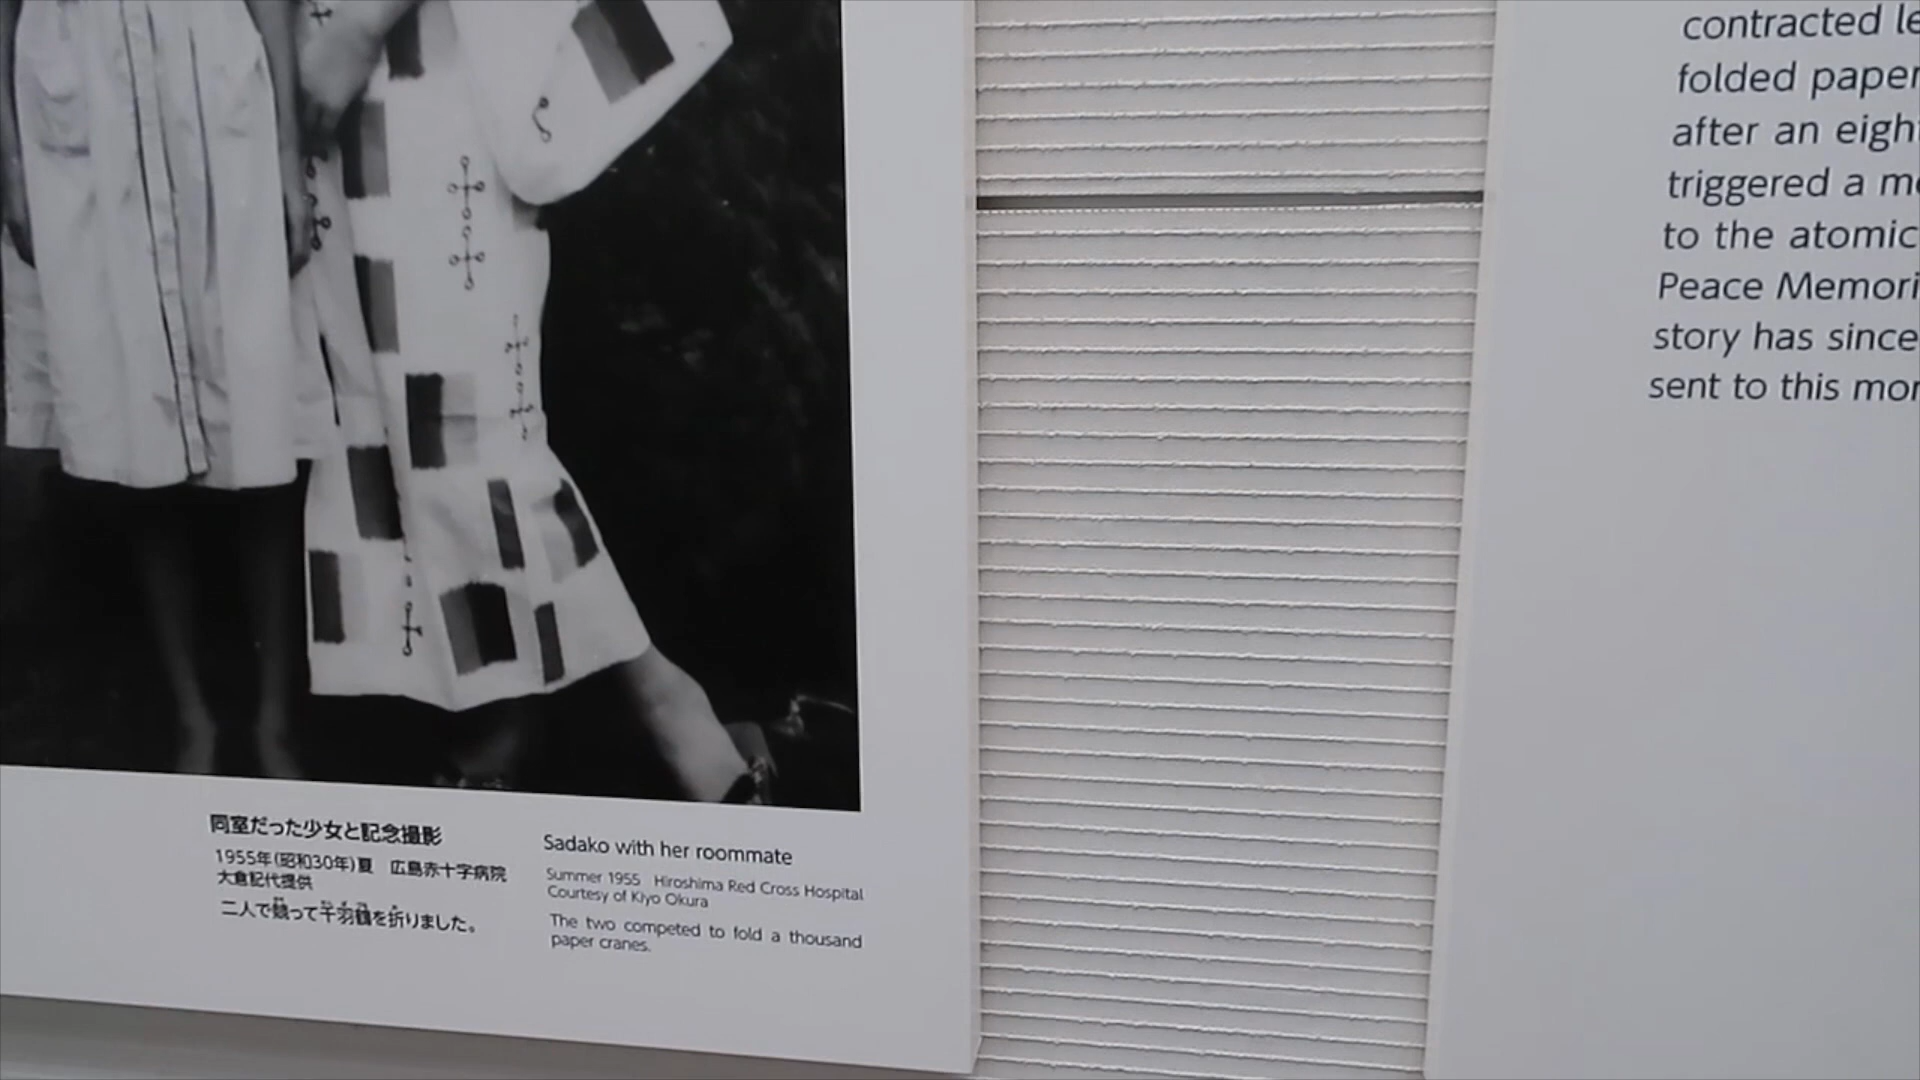 同室だった少女と記念撮影
1955年(昭和30年)夏 広島赤十字病院
大倉記代提供
二人で競って千羽鶴を折りました。
Sadako with her roommate
Summer 1955 Hiroshima Red Cross Hospital
Courtesy of Kiyo Okura
The two competed to fold a thousand
paper cranes.
contracted le
folded paper
after an eigh
triggered a m
to the atomic
Peace Memori
story has since
sent to this mo